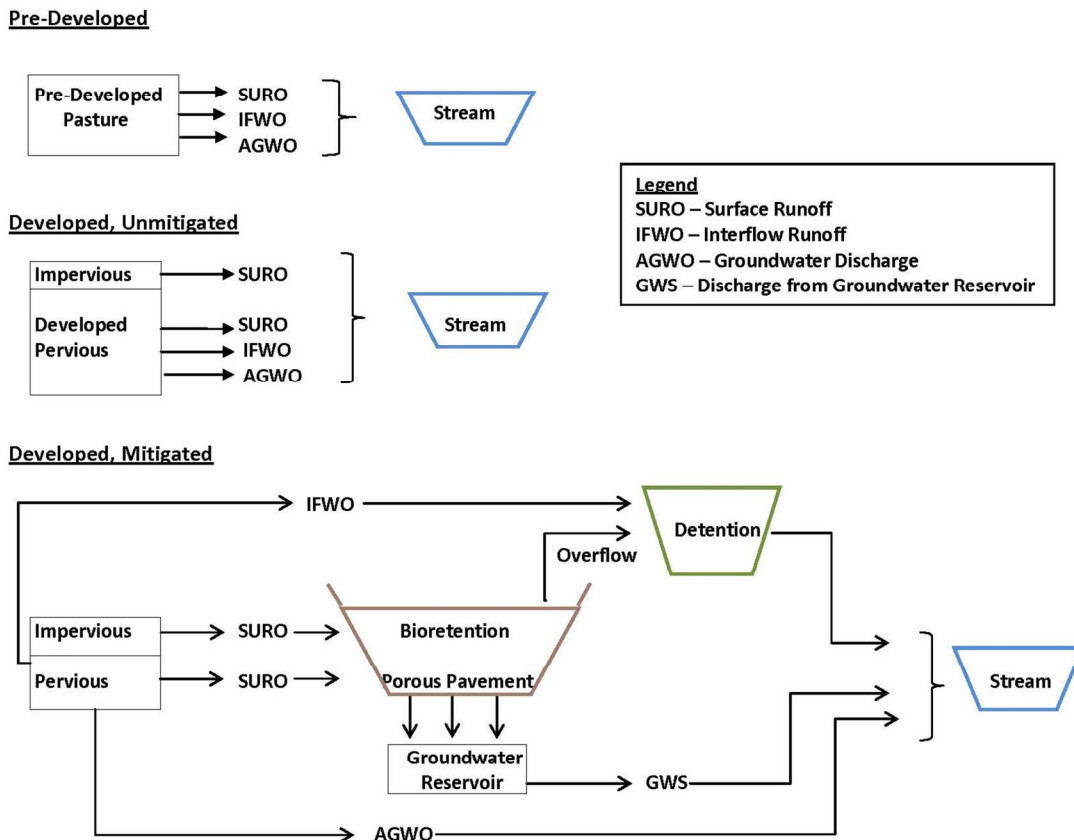 Pre-Developed
Pre-Developed
Pasture
SURO
IFWO
AGWO
Stream
Legend
SURO – Surface Runoff
IFWO – Interflow Runoff
AGWO – Groundwater Discharge
GWS – Discharge from Groundwater Reservoir
Developed, Unmitigated
Impervious
SURO
Developed
Pervious
SURO
IFWO
AGWO
Stream
Developed, Mitigated
IFWO
Overflow
Detention
Impervious
SURO
Bioretention
Pervious
SURO
Porous Pavement
Stream
Groundwater
Reservoir
GWS
AGWO